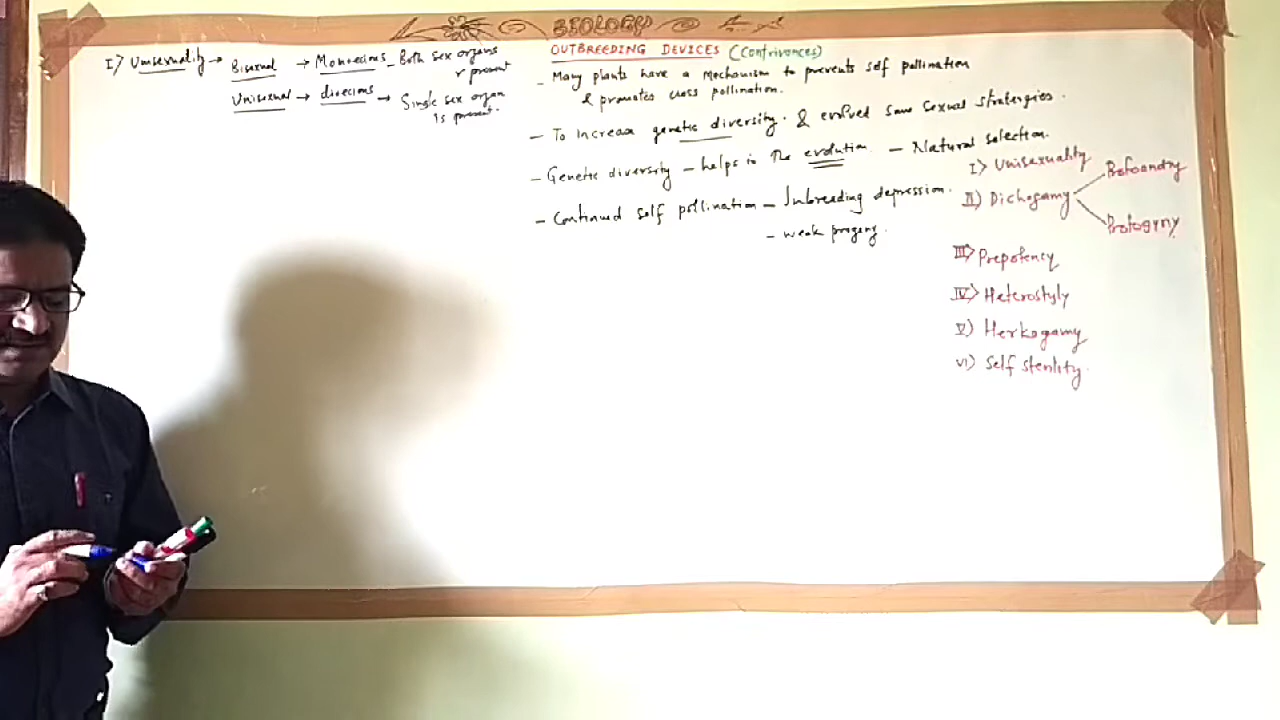 BIOLOGY
I) Unisexuality → Bisexual → Monoecious - Both sex organs
r present
Unisexual → dioecious → Single sex organ
is present.
OUTBREEDING DEVICES (Contrivances)
- Many plants have a Mechanism to prevents self pollination
& promotes cross pollination.
- To Increase genetic diversity. & evolved some sexual strategies.
- Genetic diversity - helps in the evolution - Natural selection.
- Continued self pollination - Inbreeding depression.
- weak progeny.
I) Unisexuality
II) Dichogamy
Protoandry
Protogyny
III) Prepotency
IV) Heterostyly
V) Herkogamy
VI) Self sterility.